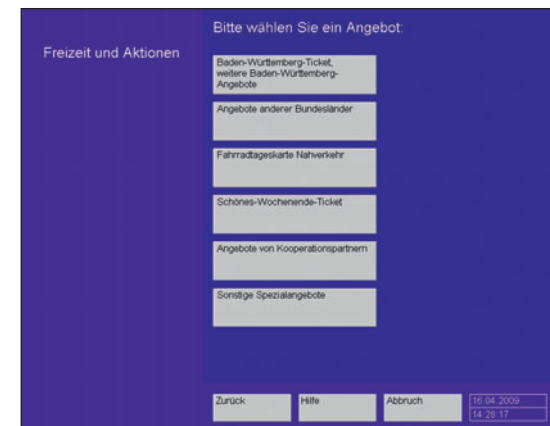 Bitte wählen Sie ein Angebot:
Freizeit und Aktionen
Baden-Württemberg-Ticket,
weitere Baden-Württemberg-
Angebote
Angebote anderer Bundesländer
Fahrradtageskarte Nahverkehr
Schönes-Wochenende-Ticket
Angebote von Kooperationspartnern
Sonstige Spezialangebote
Zurück
Hilfe
Abbruch
16.04.2009
14:28:17